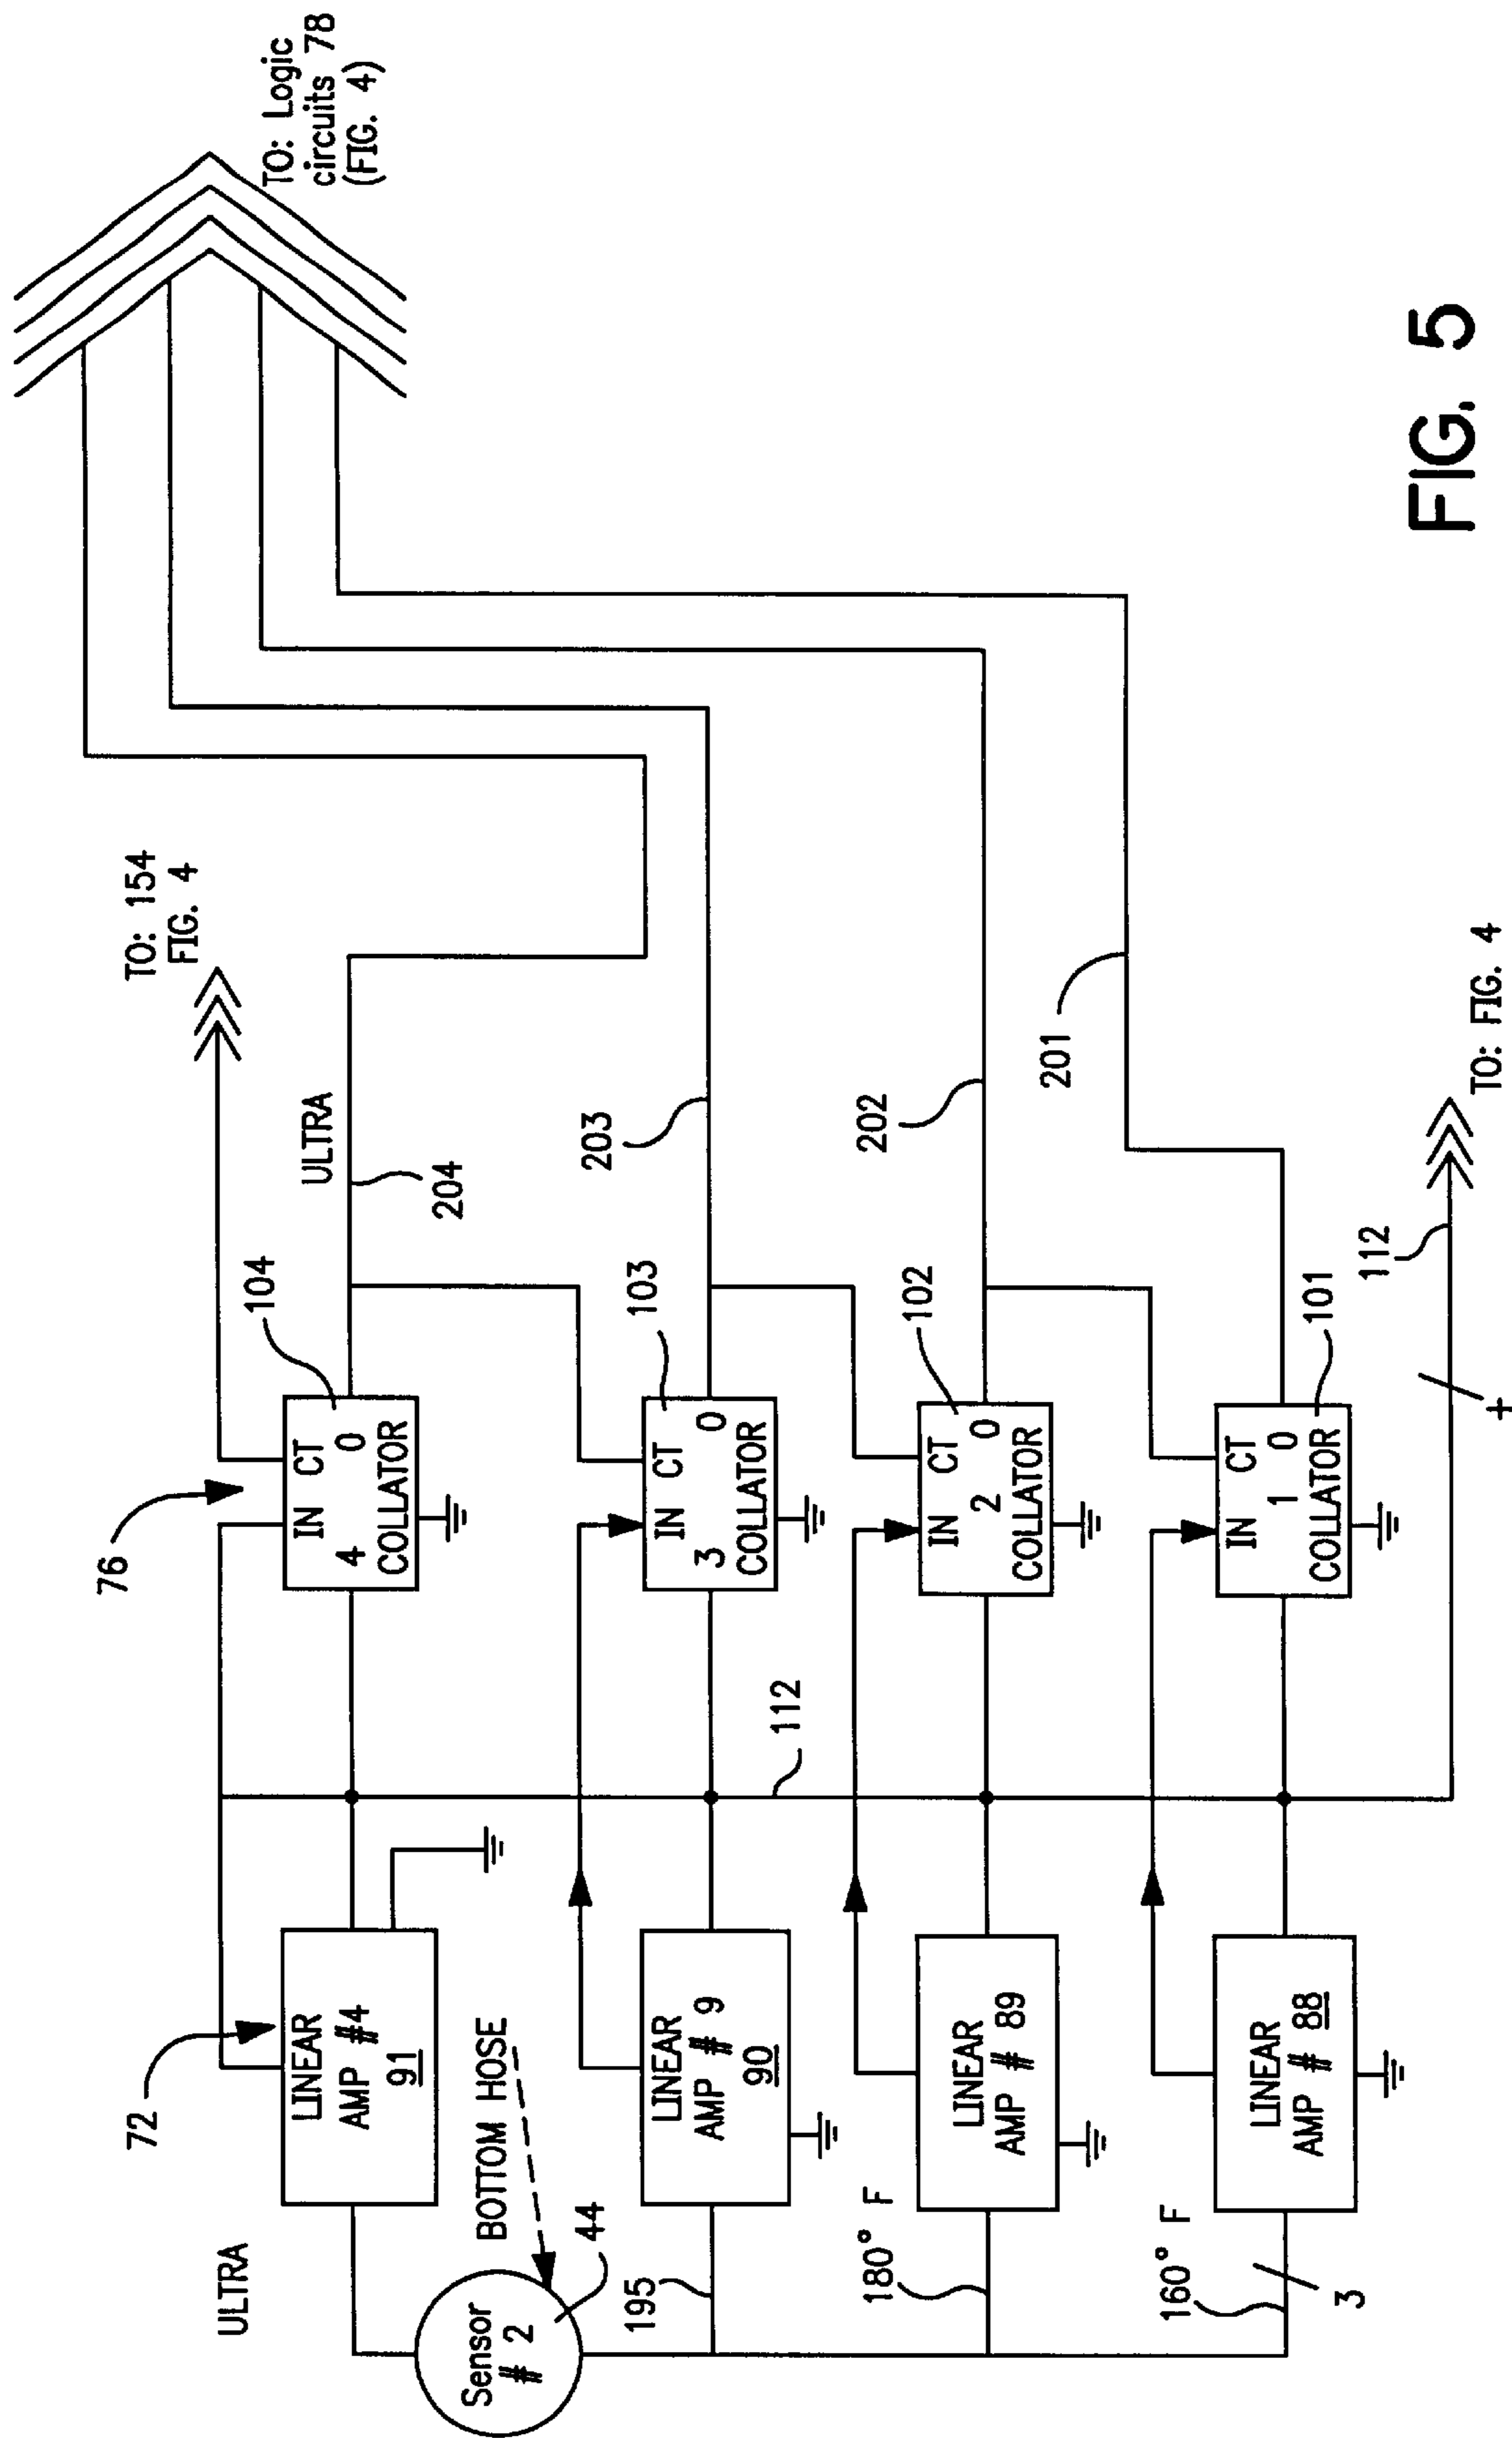 TO: Logic
circuits 78
(FIG. 4)
TO: 154
FIG. 4
76
104
ULTRA
204
72
ULTRA
LINEAR
AMP #4
91
IN CT
4 0
COLLATOR
Sensor
# 2
44
BOTTOM HOSE
195
LINEAR
AMP # 9
90
112
IN CT
3 0
COLLATOR
103
203
180° F
LINEAR
AMP # 89
IN CT
2 0
COLLATOR
102
202
160° F
3
LINEAR
AMP # 88
IN CT
1 0
COLLATOR
101
201
112
+
TO: FIG. 4
FIG. 5